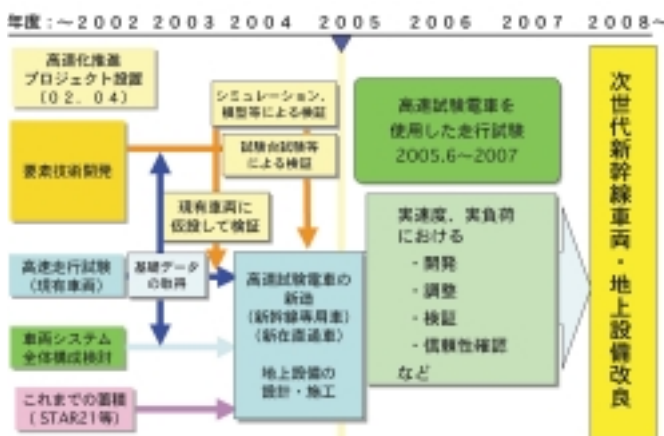 年度：～2002 2003 2004 2005 2006 2007 2008～
高速化推進
プロジェクト設置
（02．04）
シミュレーション，
模型等による検証
試験台試験等
による検証
要素技術開発
現有車両に
仮設して検証
高速走行試験
（現有車両）
基礎データ
の取得
車両システム
全体構成検討
これまでの蓄積
（STAR21等）
高速試験電車の
新造
（新幹線専用車）
（新在直通車）
地上設備の
設計・施工
高速試験電車を
使用した走行試験
2005.6～2007
実速度，実負荷
における
・開発
・調整
・検証
・信頼性確認
など
次世代新幹線車両・地上設備改良